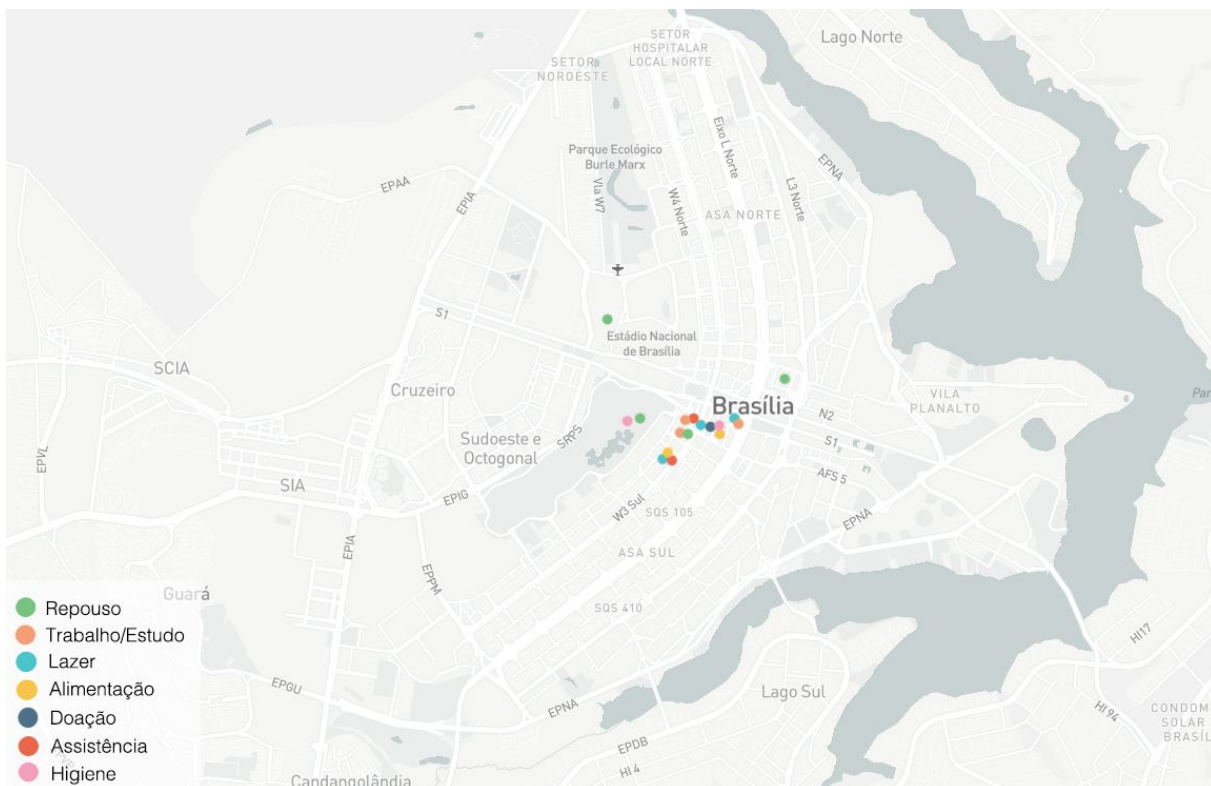 SETOR
HOSPITALAR
LOCAL NORTE
Lago Norte
SETOR
NOROESTE
Eixo L Norte
Parque Ecológico
Burle Marx
EPNA
EPAA
EPIA
Via W7
W4 Norte
L3 Norte
ASA NORTE
S1
Estádio Nacional
de Brasília
SCIA
Cruzeiro
Brasília
VILA
PLANALTO
N2
S1
Sudoeste e
Octogonal
SRPS
EPVL
SIA
EPIG
AFS 5
W3 Sul
SQS 105
EPNA
EPIA
ASA SUL
EPPM
Guará
SQS 410
HI17
EPGU
Lago Sul
EPNA
HI 94
CONDOM
SOLAR
BRASÍL
EPDB
HI 4
Candangolândia
Repouso
Trabalho/Estudo
Lazer
Alimentação
Doação
Assistência
Higiene